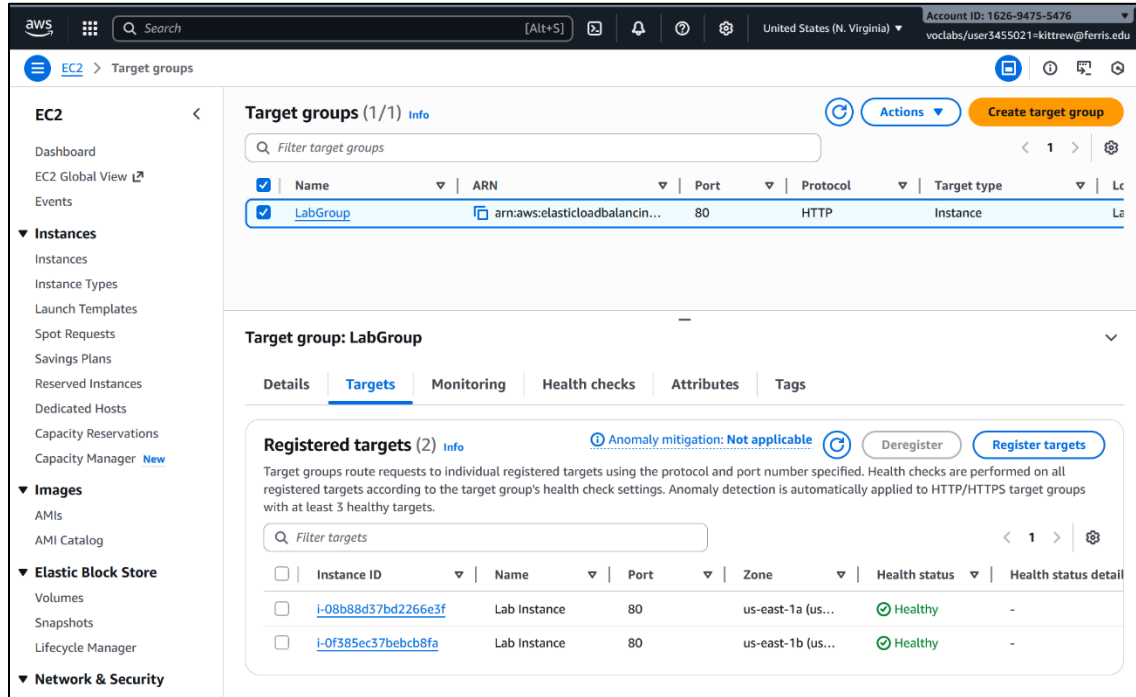 aws
Search [Alt+S] United States (N. Virginia) Account ID: 1626-9475-5476
voclabs/user3455021=kittrew@ferris.edu
EC2 > Target groups
EC2
Dashboard
EC2 Global View
Events
Instances
Instances
Instance Types
Launch Templates
Spot Requests
Savings Plans
Reserved Instances
Dedicated Hosts
Capacity Reservations
Capacity Manager New
Images
AMIs
AMI Catalog
Elastic Block Store
Volumes
Snapshots
Lifecycle Manager
Network & Security
Target groups (1/1) Info Actions Create target group
Filter target groups 1
Name ARN Port Protocol Target type Lo
LabGroup arn:aws:elasticloadbalancin... 80 HTTP Instance La
Target group: LabGroup
Details Targets Monitoring Health checks Attributes Tags
Registered targets (2) Info Anomaly mitigation: Not applicable Deregister Register targets
Target groups route requests to individual registered targets using the protocol and port number specified. Health checks are performed on all
registered targets according to the target group's health check settings. Anomaly detection is automatically applied to HTTP/HTTPS target groups
with at least 3 healthy targets.
Filter targets 1
Instance ID Name Port Zone Health status Health status detail
i-08b88d37bd2266e3f Lab Instance 80 us-east-1a (us... Healthy -
i-0f385ec37bebcb8fa Lab Instance 80 us-east-1b (us... Healthy -